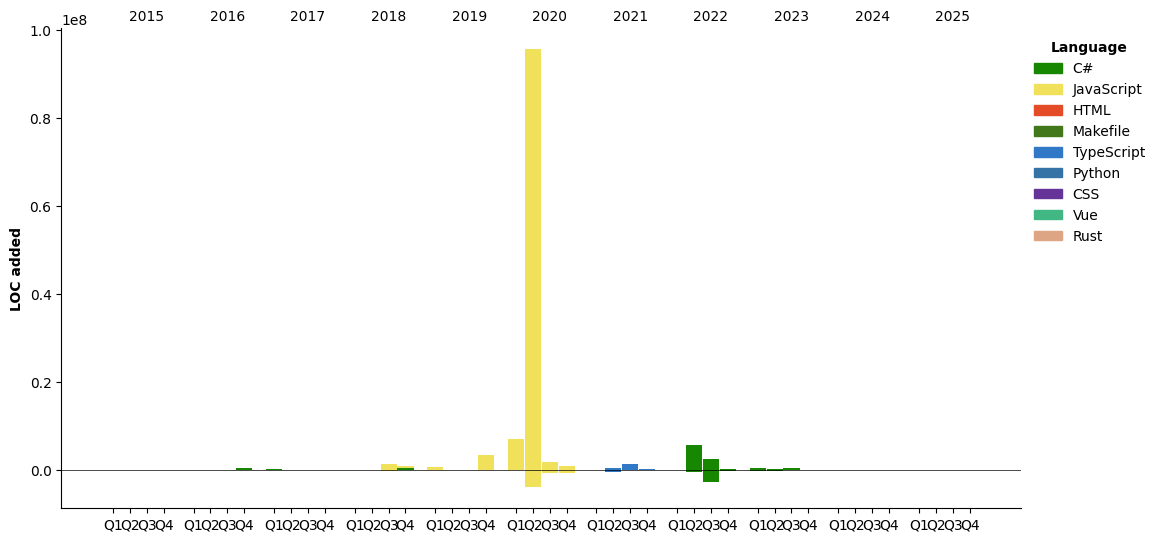 2015 2016 2017 2018 2019 2020 2021 2022 2023 2024 2025
1e8
1.0
0.8
0.6
0.4
0.2
0.0
LOC added
Q1Q2Q3Q4 Q1Q2Q3Q4 Q1Q2Q3Q4 Q1Q2Q3Q4 Q1Q2Q3Q4 Q1Q2Q3Q4 Q1Q2Q3Q4 Q1Q2Q3Q4 Q1Q2Q3Q4 Q1Q2Q3Q4 Q1Q2Q3Q4
Language
C#
JavaScript
HTML
Makefile
TypeScript
Python
CSS
Vue
Rust